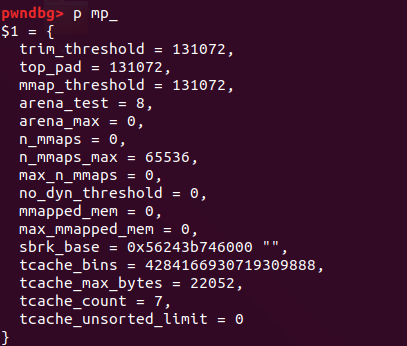 pwndbg> p mp_
$1 = {
  trim_threshold = 131072,
  top_pad = 131072,
  mmap_threshold = 131072,
  arena_test = 8,
  arena_max = 0,
  n_mmaps = 0,
  n_mmaps_max = 65536,
  max_n_mmaps = 0,
  no_dyn_threshold = 0,
  mmapped_mem = 0,
  max_mmapped_mem = 0,
  sbrk_base = 0x56243b746000 "",
  tcache_bins = 4284166930719309888,
  tcache_max_bytes = 22052,
  tcache_count = 7,
  tcache_unsorted_limit = 0
}